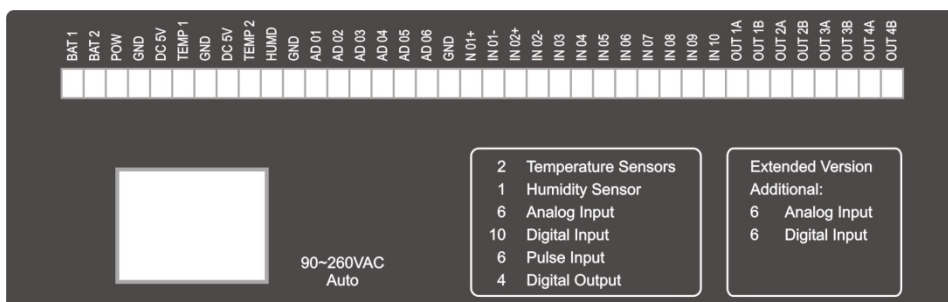 BAT 1
BAT 2
POW
GND
DC 5V
TEMP 1
GND
DC 5V
TEMP 2
HUMD
GND
AD 01
AD 02
AD 03
AD 04
AD 05
AD 06
GND
N 01+
IN 01-
IN 02+
IN 02-
IN 03
IN 04
IN 05
IN 06
IN 07
IN 08
IN 09
IN 10
OUT 1A
OUT 1B
OUT 2A
OUT 2B
OUT 3A
OUT 3B
OUT 4A
OUT 4B
90~260VAC
Auto
2 Temperature Sensors
1 Humidity Sensor
6 Analog Input
10 Digital Input
6 Pulse Input
4 Digital Output
Extended Version
Additional:
6 Analog Input
6 Digital Input